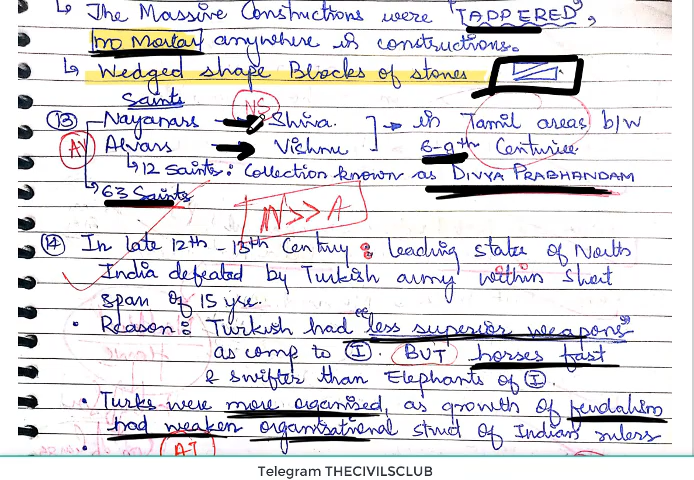 ↳ The Massive Constructions were "TAPPERED",
no Mortar anywhere in constructions.
↳ Wedged shape Blocks of stones
Saints
NS
(13) Nayanars → Shiva. ] → in Tamil areas b/w
AV Alvars → Vishnu 6-9th Centuries
↳ 12 Saints : Collection known as DIVYA PRABHANDAM
↳ 63 Saints
N >> A
(14) In late 12th - 13th Century : leading states of North
India defeated by Turkish army within short
span of 15 yrs.
• Reason : Turkish had "less superior weapons"
as comp to (I). BUT horses fast
& swifter than Elephants of (I).
• Turks were more organised, as growth of feudalism
had weaken organisational struct of Indian rulers
Telegram THECIVILSCLUB